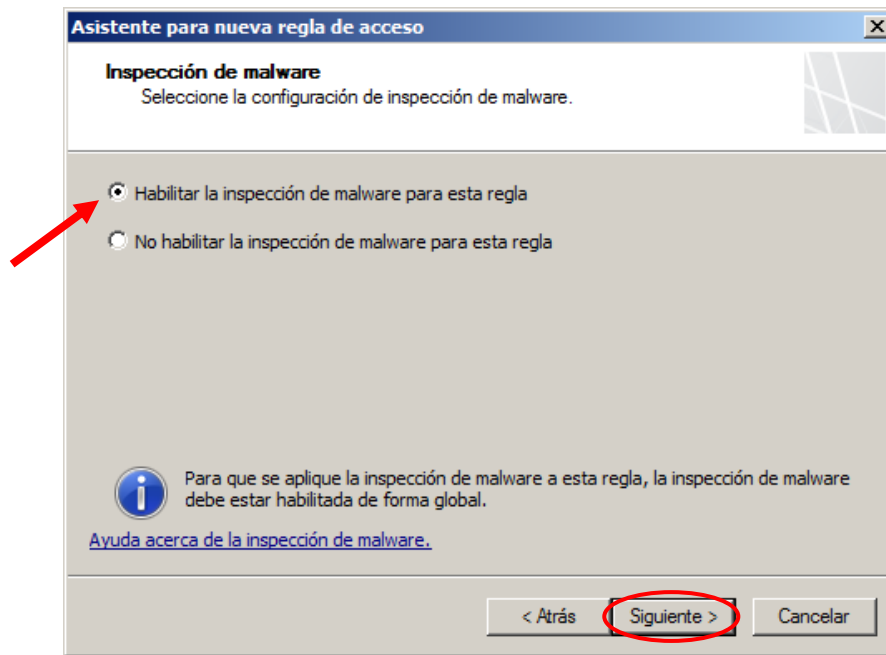 Asistente para nueva regla de acceso
Inspección de malware
Seleccione la configuración de inspección de malware.
Habilitar la inspección de malware para esta regla
No habilitar la inspección de malware para esta regla
Para que se aplique la inspección de malware a esta regla, la inspección de malware
debe estar habilitada de forma global.
Ayuda acerca de la inspección de malware.
< Atrás Siguiente > Cancelar